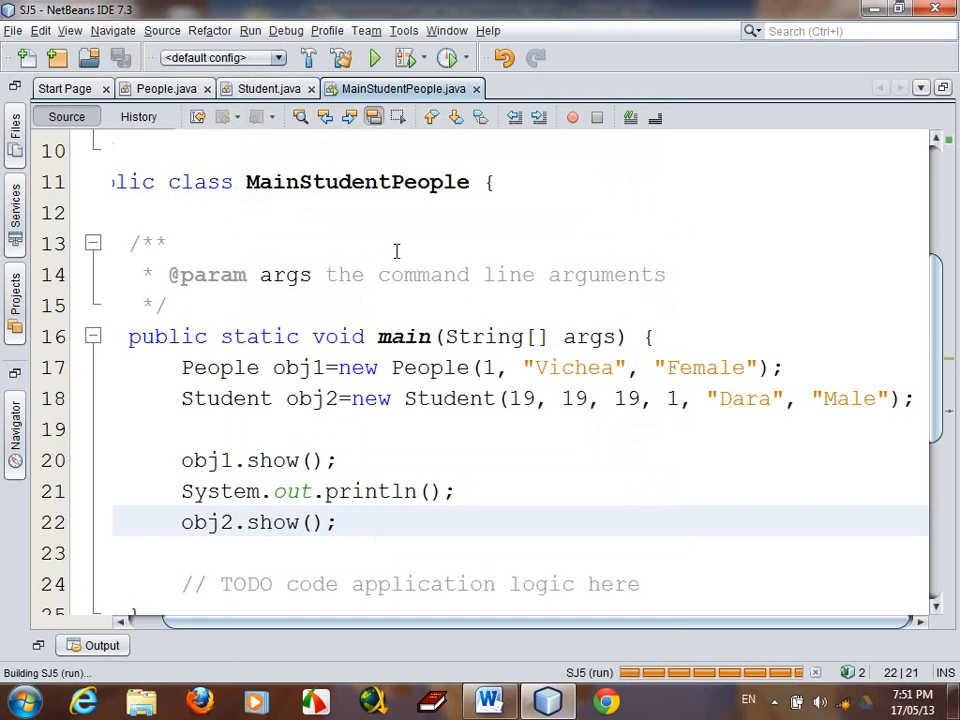 SJ5 - NetBeans IDE 7.3
File Edit View Navigate Source Refactor Run Debug Profile Team Tools Window Help
Search (Ctrl+I)
<default config>
Start Page People.java Student.java MainStudentPeople.java
Source History
Files
Services
Projects
Navigator
10
11 lic class MainStudentPeople {
12
13 /**
14 * @param args the command line arguments
15 */
16 public static void main(String[] args) {
17 People obj1=new People(1, "Vichea", "Female");
18 Student obj2=new Student(19, 19, 19, 1, "Dara", "Male");
19
20 obj1.show();
21 System.out.println();
22 obj2.show();
23
24 // TODO code application logic here
25 }
Output
Building SJ5 (run)... SJ5 (run) 2 22|21 INS
EN 7:51 PM
17/05/13